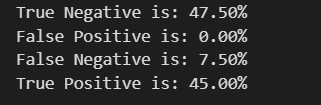 True Negative is: 47.50%
False Positive is: 0.00%
False Negative is: 7.50%
True Positive is: 45.00%